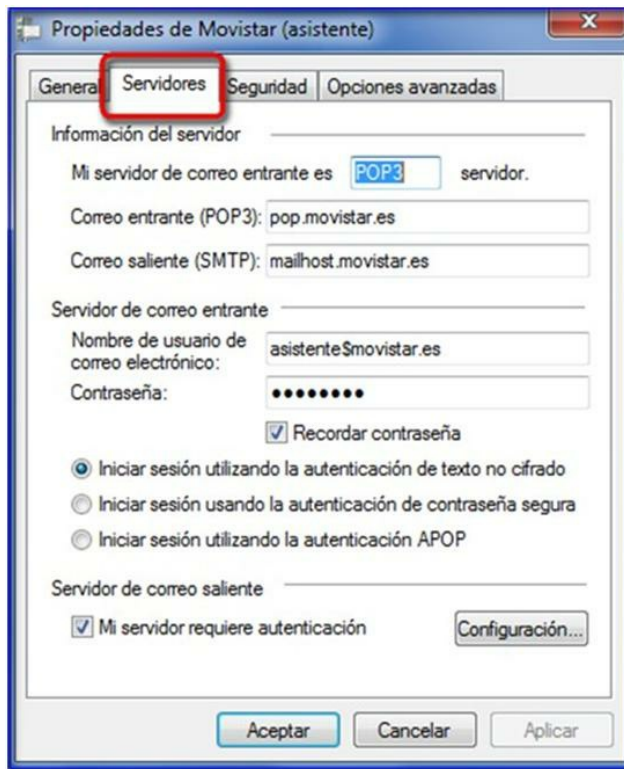 Propiedades de Movistar (asistente)
General Servidores Seguridad Opciones avanzadas
Información del servidor
Mi servidor de correo entrante es POP3 servidor.
Correo entrante (POP3): pop.movistar.es
Correo saliente (SMTP): mailhost.movistar.es
Servidor de correo entrante
Nombre de usuario de
correo electrónico: asistente$movistar.es
Contraseña: ●●●●●●●●
Recordar contraseña
Iniciar sesión utilizando la autenticación de texto no cifrado
Iniciar sesión usando la autenticación de contraseña segura
Iniciar sesión utilizando la autenticación APOP
Servidor de correo saliente
Mi servidor requiere autenticación Configuración...
Aceptar Cancelar Aplicar